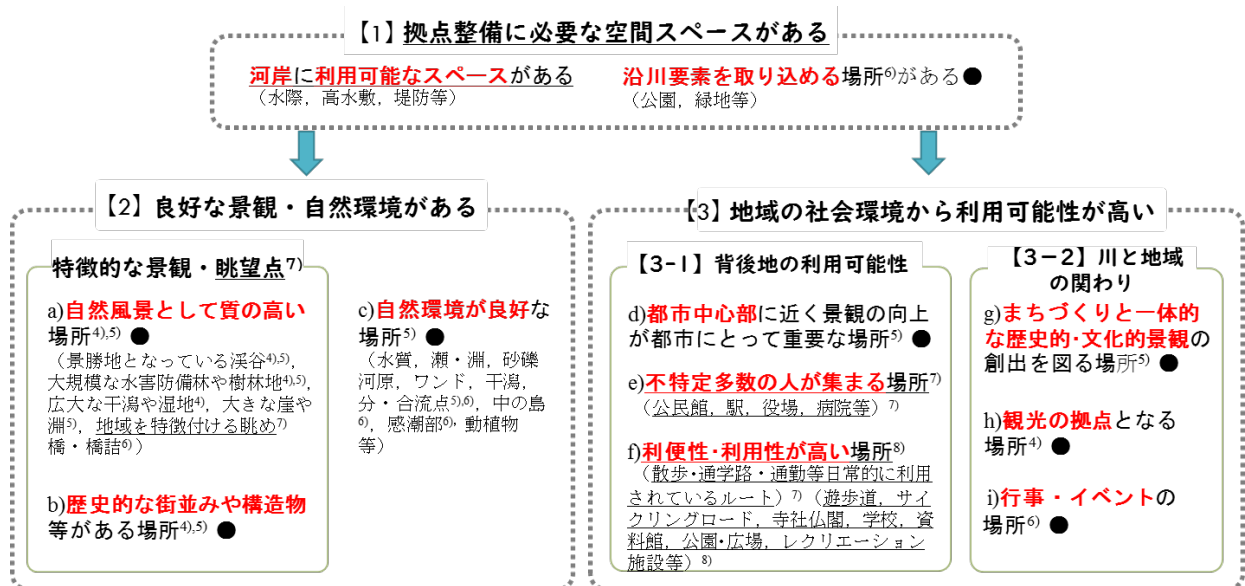 【1】拠点整備に必要な空間スペースがある
河岸に利用可能なスペースがある
（水際，高水敷，堤防等）
沿川要素を取り込める場所6)がある●
（公園，緑地等）
【2】良好な景観・自然環境がある
特徴的な景観・眺望点7)
a)自然風景として質の高い
場所4),5) ●
（景勝地となっている渓谷4),5)，
大規模な水害防備林や樹林地4),5)，
広大な干潟や湿地4)，大きな崖や
淵5)，地域を特徴付ける眺め7)
橋・橋詰6)）
b)歴史的な街並みや構造物
等がある場所4),5) ●
c)自然環境が良好な
場所5) ●
（水質，瀬・淵，砂礫
河原，ワンド，干潟，
分・合流点5),6)，中の島
6)，感潮部6)，動植物
等）
【3】地域の社会環境から利用可能性が高い
【3-1】背後地の利用可能性
d)都市中心部に近く景観の向上
が都市にとって重要な場所5) ●
e)不特定多数の人が集まる場所7)
（公民館，駅，役場，病院等）7)
f)利便性・利用性が高い場所8)
（散歩・通学路・通勤等日常的に利用
されているルート）7)（遊歩道，サイ
クリングロード，寺社仏閣，学校，資
料館，公園・広場，レクリエーション
施設等）8)
【3－2】川と地域
の関わり
g)まちづくりと一体的
な歴史的・文化的景観の
創出を図る場所5) ●
h)観光の拠点となる
場所4) ●
i)行事・イベントの
場所6) ●